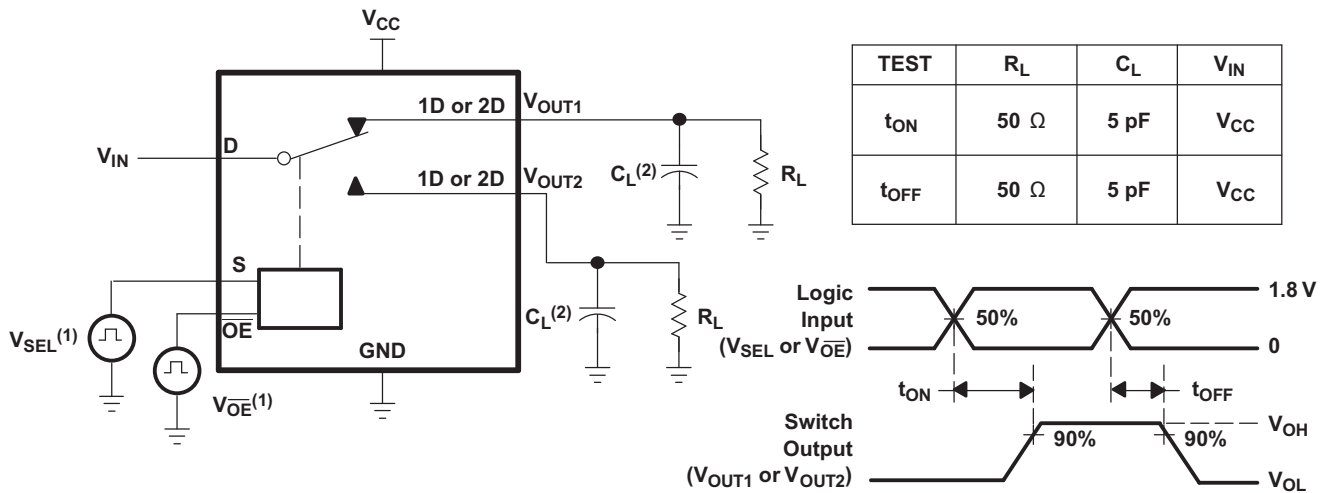 VCC
1D or 2D
VOUT1
VIN
D
CL(2)
RL
1D or 2D
VOUT2
S
OE
CL(2)
RL
VSEL(1)
GND
VOE(1)
TEST RL CL VIN
tON 50 Ω 5 pF VCC
tOFF 50 Ω 5 pF VCC
Logic
Input
(VSEL or VOE)
50%
50%
1.8 V
0
tON
tOFF
Switch
Output
(VOUT1 or VOUT2)
90%
90%
VOH
VOL